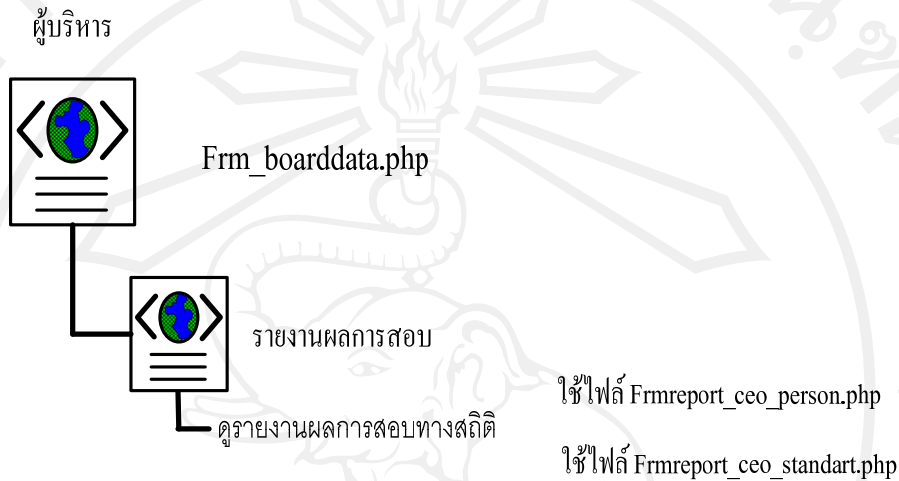 ผู้บริหาร
Frm_boarddata.php
รายงานผลการสอบ
ใช้ไฟล์ Frmreport_ceo_person.php
ดูรายงานผลการสอบทางสถิติ
ใช้ไฟล์ Frmreport_ceo_standart.php